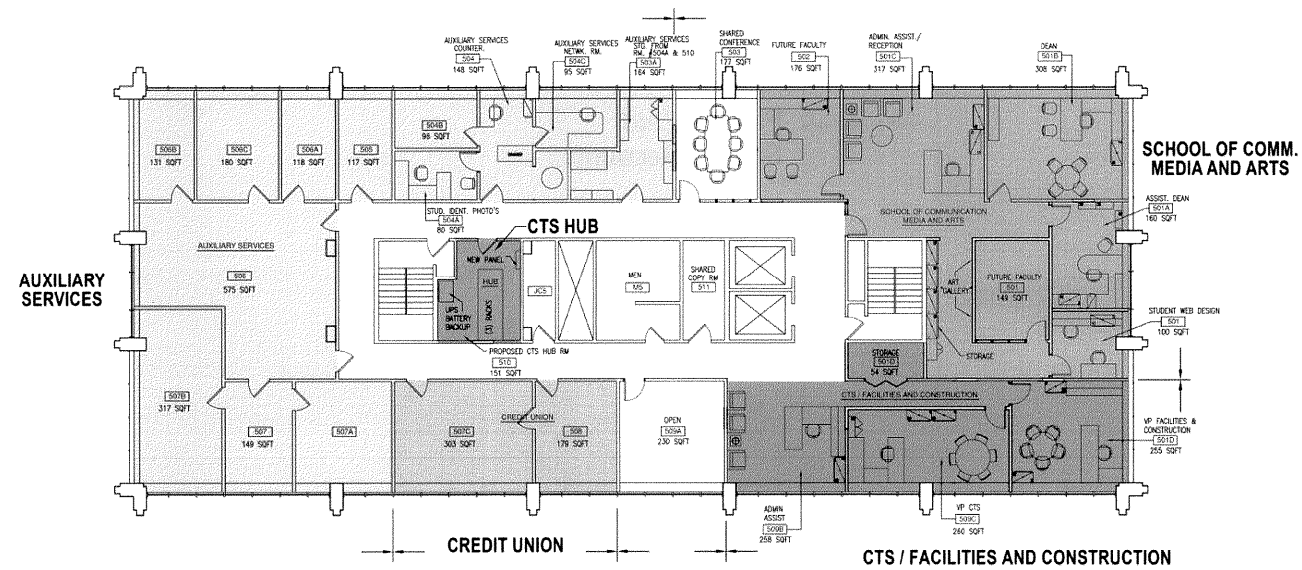 AUXILIARY SERVICES
COUNTER.
504
148 SQFT
AUXILIARY SERVICES
NETWK. RM.
504C
95 SQFT
AUXILIARY SERVICES
STG. FROM
RM. #504A & 510
503A
164 SQFT
SHARED
CONFERENCE
503
177 SQFT
FUTURE FACULTY
502
176 SQFT
ADMIN. ASSIST./
RECEPTION
501C
317 SQFT
DEAN
501B
308 SQFT
SCHOOL OF COMM.
MEDIA AND ARTS
506B
131 SQFT
506C
180 SQFT
506A
118 SQFT
505
117 SQFT
504B
98 SQFT
STUD. IDENT. PHOTO'S
504A
80 SQFT
ASSIST. DEAN
501A
160 SQFT
SCHOOL OF COMMUNICATION
MEDIA AND ARTS
CTS HUB
AUXILIARY SERVICES
575 SQFT
AUXILIARY
SERVICES
NEW PANEL
HUB
(3) RACKS
UPS
BATTERY
BACKUP
JC5
MEN
M5
SHARED
COPY RM
511
ART
"GALLERY"
FUTURE FACULTY
501
149 SQFT
STUDENT WEB DESIGN
501
100 SQFT
STORAGE
PROPOSED CTS HUB RM
510
151 SQFT
STORAGE
501D
54 SQFT
507B
317 SQFT
507
149 SQFT
507A
507C
303 SQFT
CREDIT UNION
508
179 SQFT
OPEN
509A
230 SQFT
CTS / FACILITIES AND CONSTRUCTION
VP FACILITIES &
CONSTRUCTION
501D
255 SQFT
ADMIN
ASSIST
509B
258 SQFT
VP CTS
509C
260 SQFT
CREDIT UNION
CTS / FACILITIES AND CONSTRUCTION